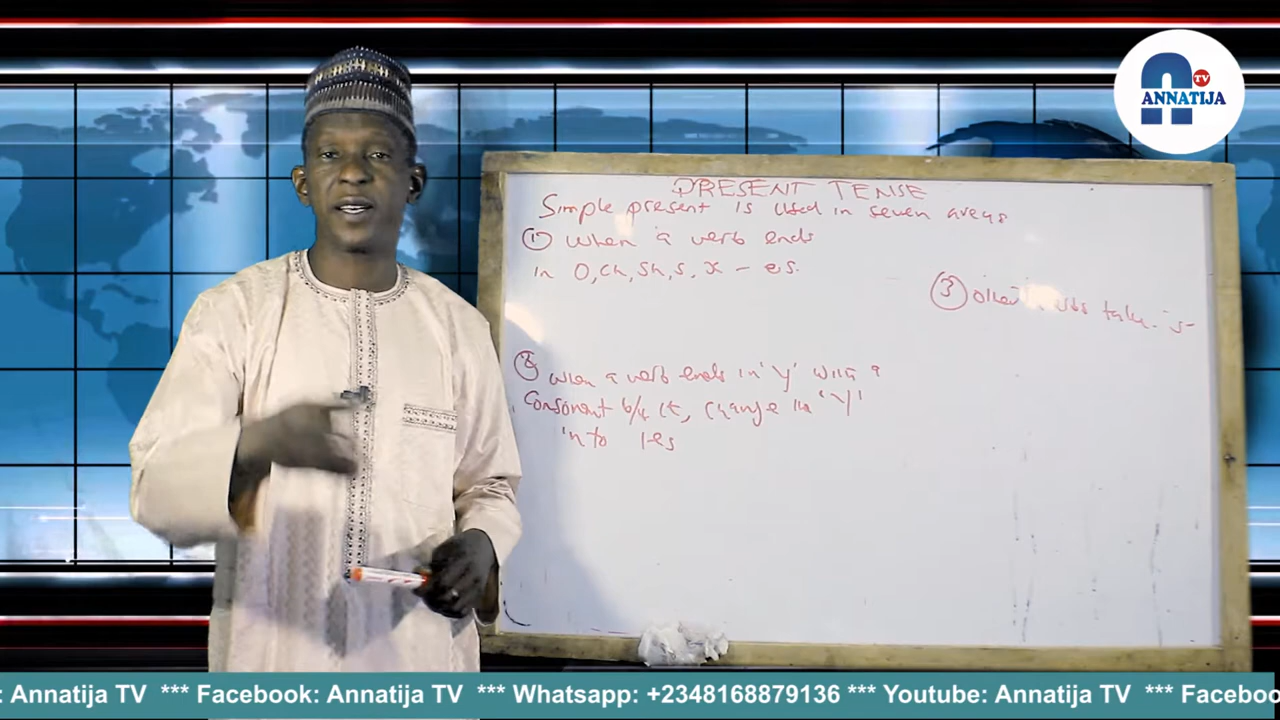 TV
ANNATIJA
PRESENT TENSE
Simple present is used in seven areas
① when a verb ends
in O, ch, sh, s, x - es.
③ other verbs take 's'
② when a verb ends in 'y' with a
consonant b/4 it, change the 'Y'
into ies
: Annatija TV *** Facebook: Annatija TV *** Whatsapp: +2348168879136 *** Youtube: Annatija TV *** Facebo